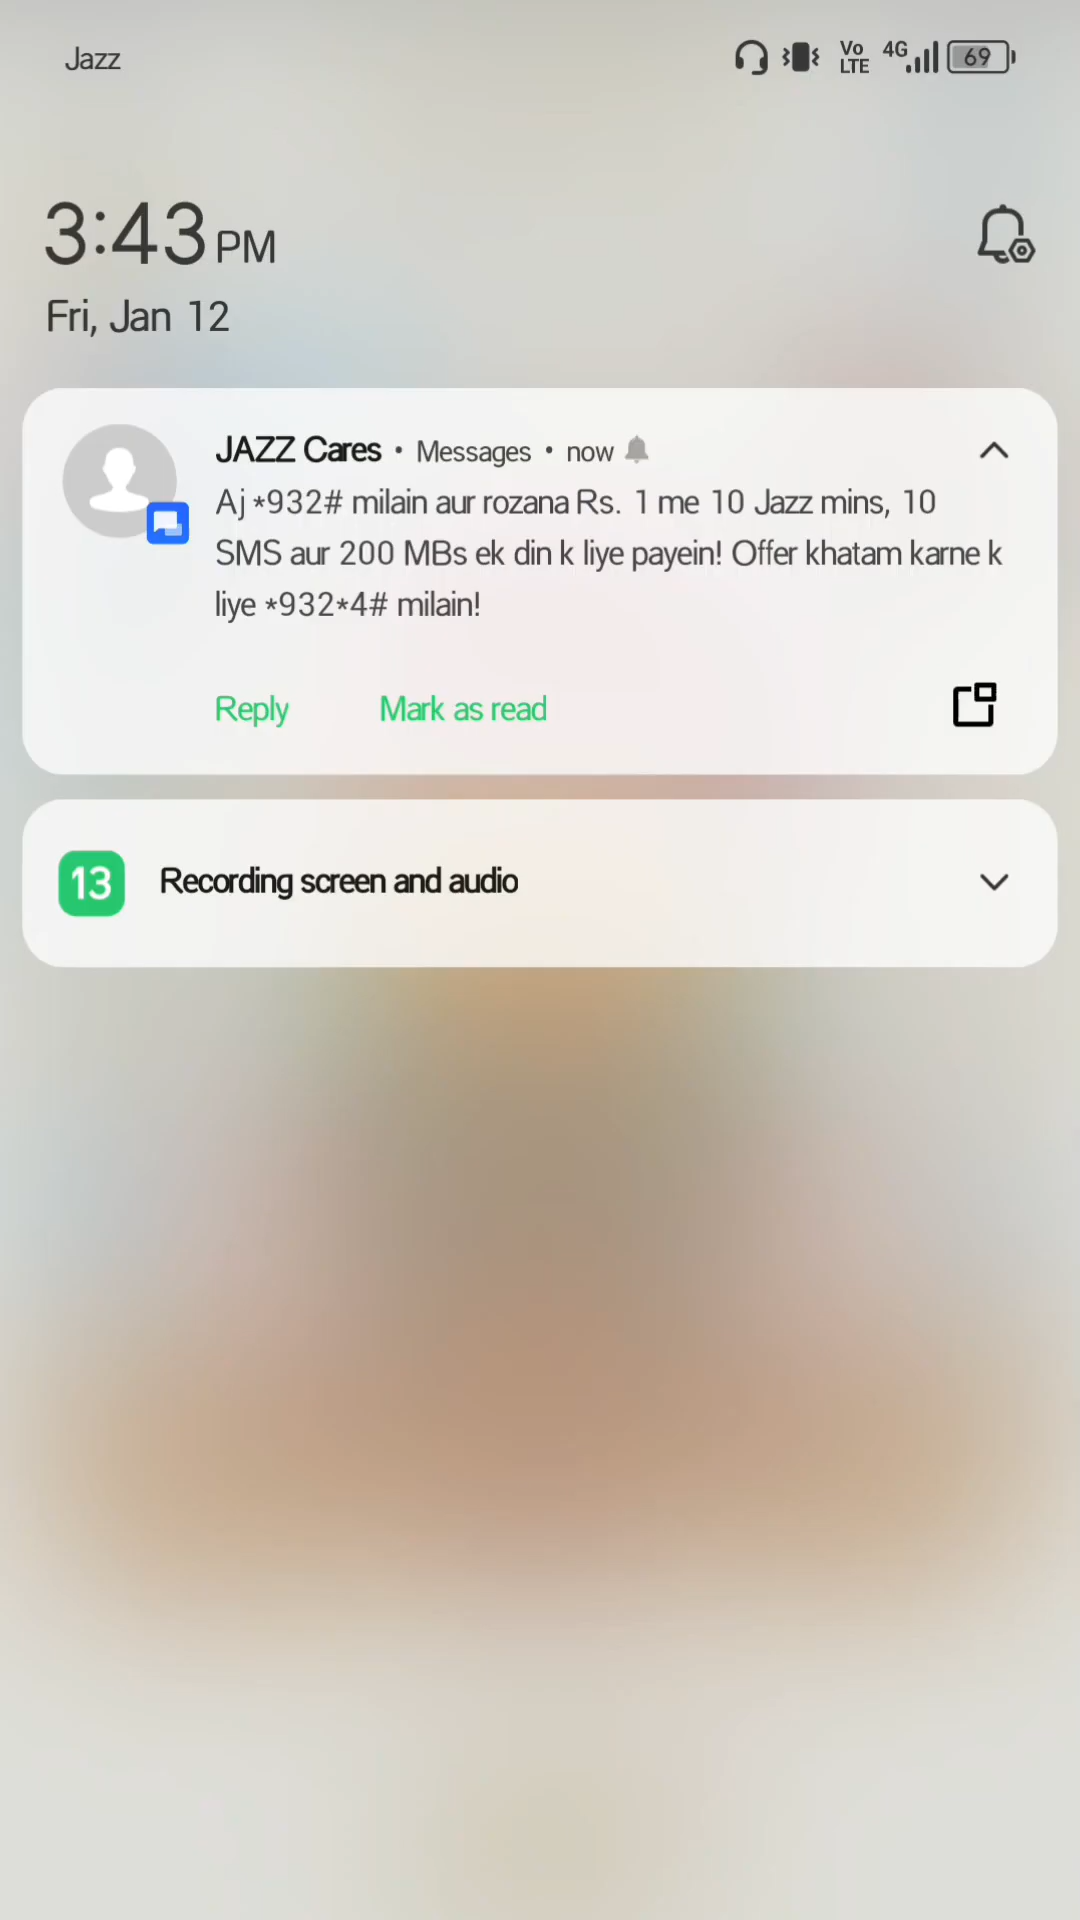 Jazz
Vo LTE 4G 69
3:43 PM
Fri, Jan 12
JAZZ Cares • Messages • now
Aj *932# milain aur rozana Rs. 1 me 10 Jazz mins, 10
SMS aur 200 MBs ek din k liye payein! Offer khatam karne k
liye *932*4# milain!
Reply Mark as read
13 Recording screen and audio